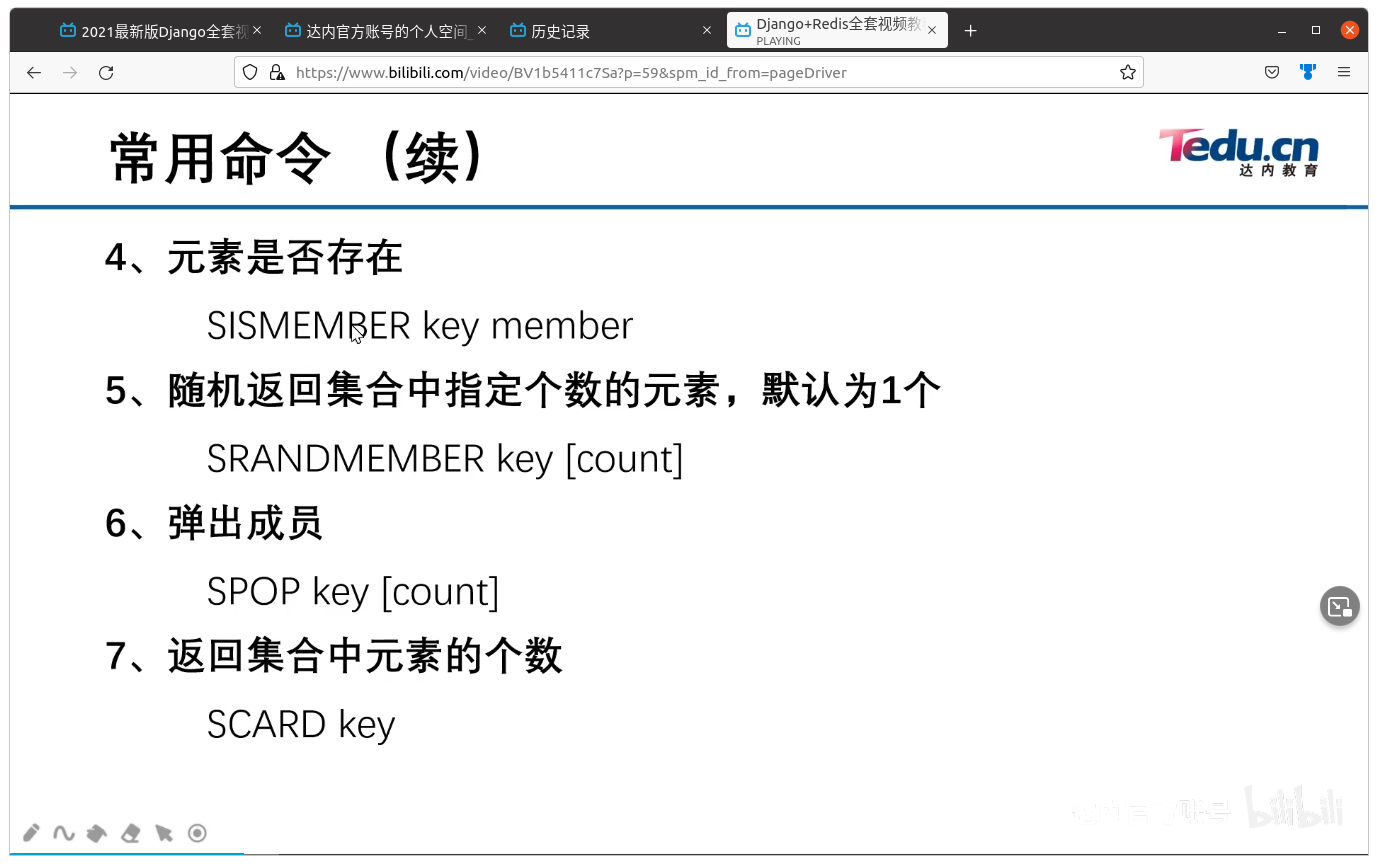 2021最新版Django全套视
达内官方账号的个人空间_
历史记录
Django+Redis全套视频教
PLAYING
https://www.bilibili.com/video/BV1b5411c7Sa?p=59&spm_id_from=pageDriver
常用命令 （续）
Tedu.cn
达内教育
4、元素是否存在
SISMEMBER key member
5、随机返回集合中指定个数的元素，默认为1个
SRANDMEMBER key [count]
6、弹出成员
SPOP key [count]
7、返回集合中元素的个数
SCARD key
bilibili